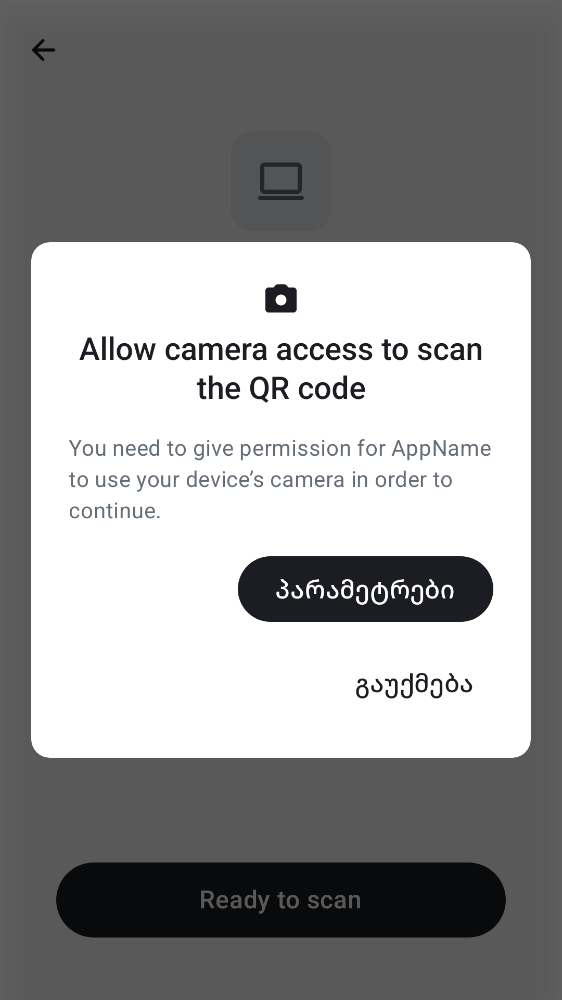 Allow camera access to scan
the QR code
You need to give permission for AppName
to use your device’s camera in order to
continue.
პარამეტრები
გაუქმება
Ready to scan